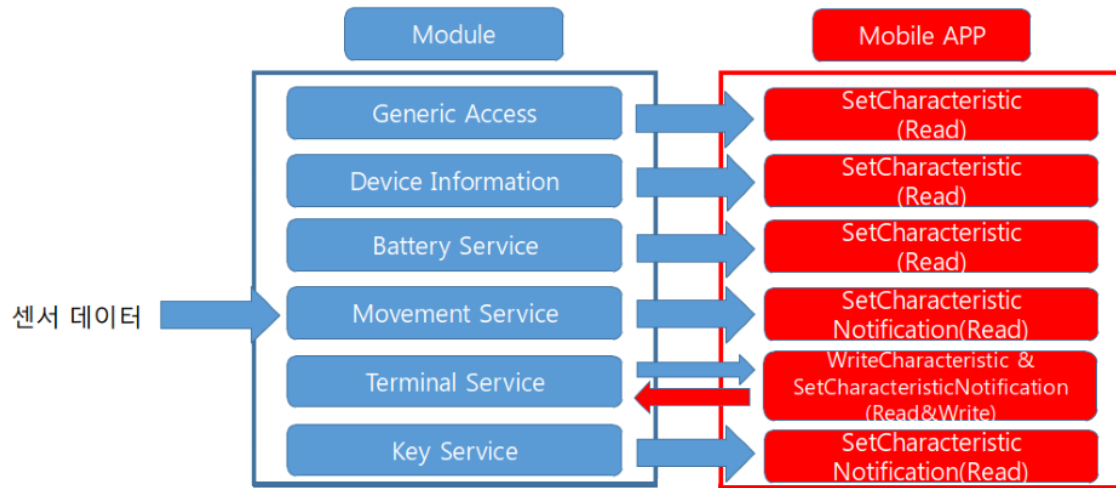 Module
Mobile APP
Generic Access
SetCharacteristic
(Read)
Device Information
SetCharacteristic
(Read)
Battery Service
SetCharacteristic
(Read)
센서 데이터
Movement Service
SetCharacteristic
Notification(Read)
Terminal Service
WriteCharacteristic &
SetCharacteristicNotification
(Read&Write)
Key Service
SetCharacteristic
Notification(Read)